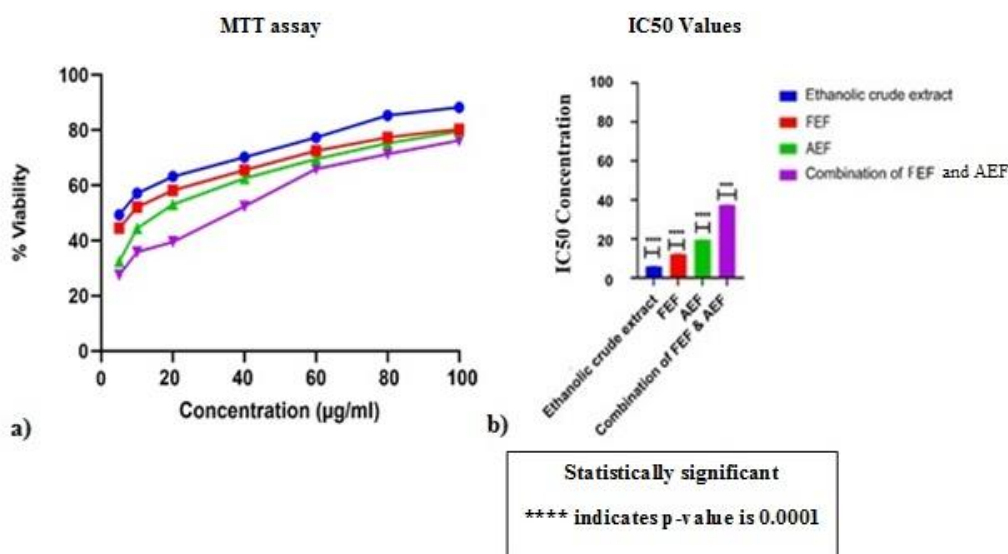 MTT assay
% Viability
100
80
60
40
20
0
0 20 40 60 80 100
Concentration (µg/ml)
a)
IC50 Values
IC50 Concentration
100
80
60
40
20
0
**** **** **** ****
Ethanolic crude extract
FEF
AEF
Combination of FEF & AEF
b)
Ethanolic crude extract
FEF
AEF
Combination of FEF and AEF
Statistically significant
**** indicates p-value is 0.0001